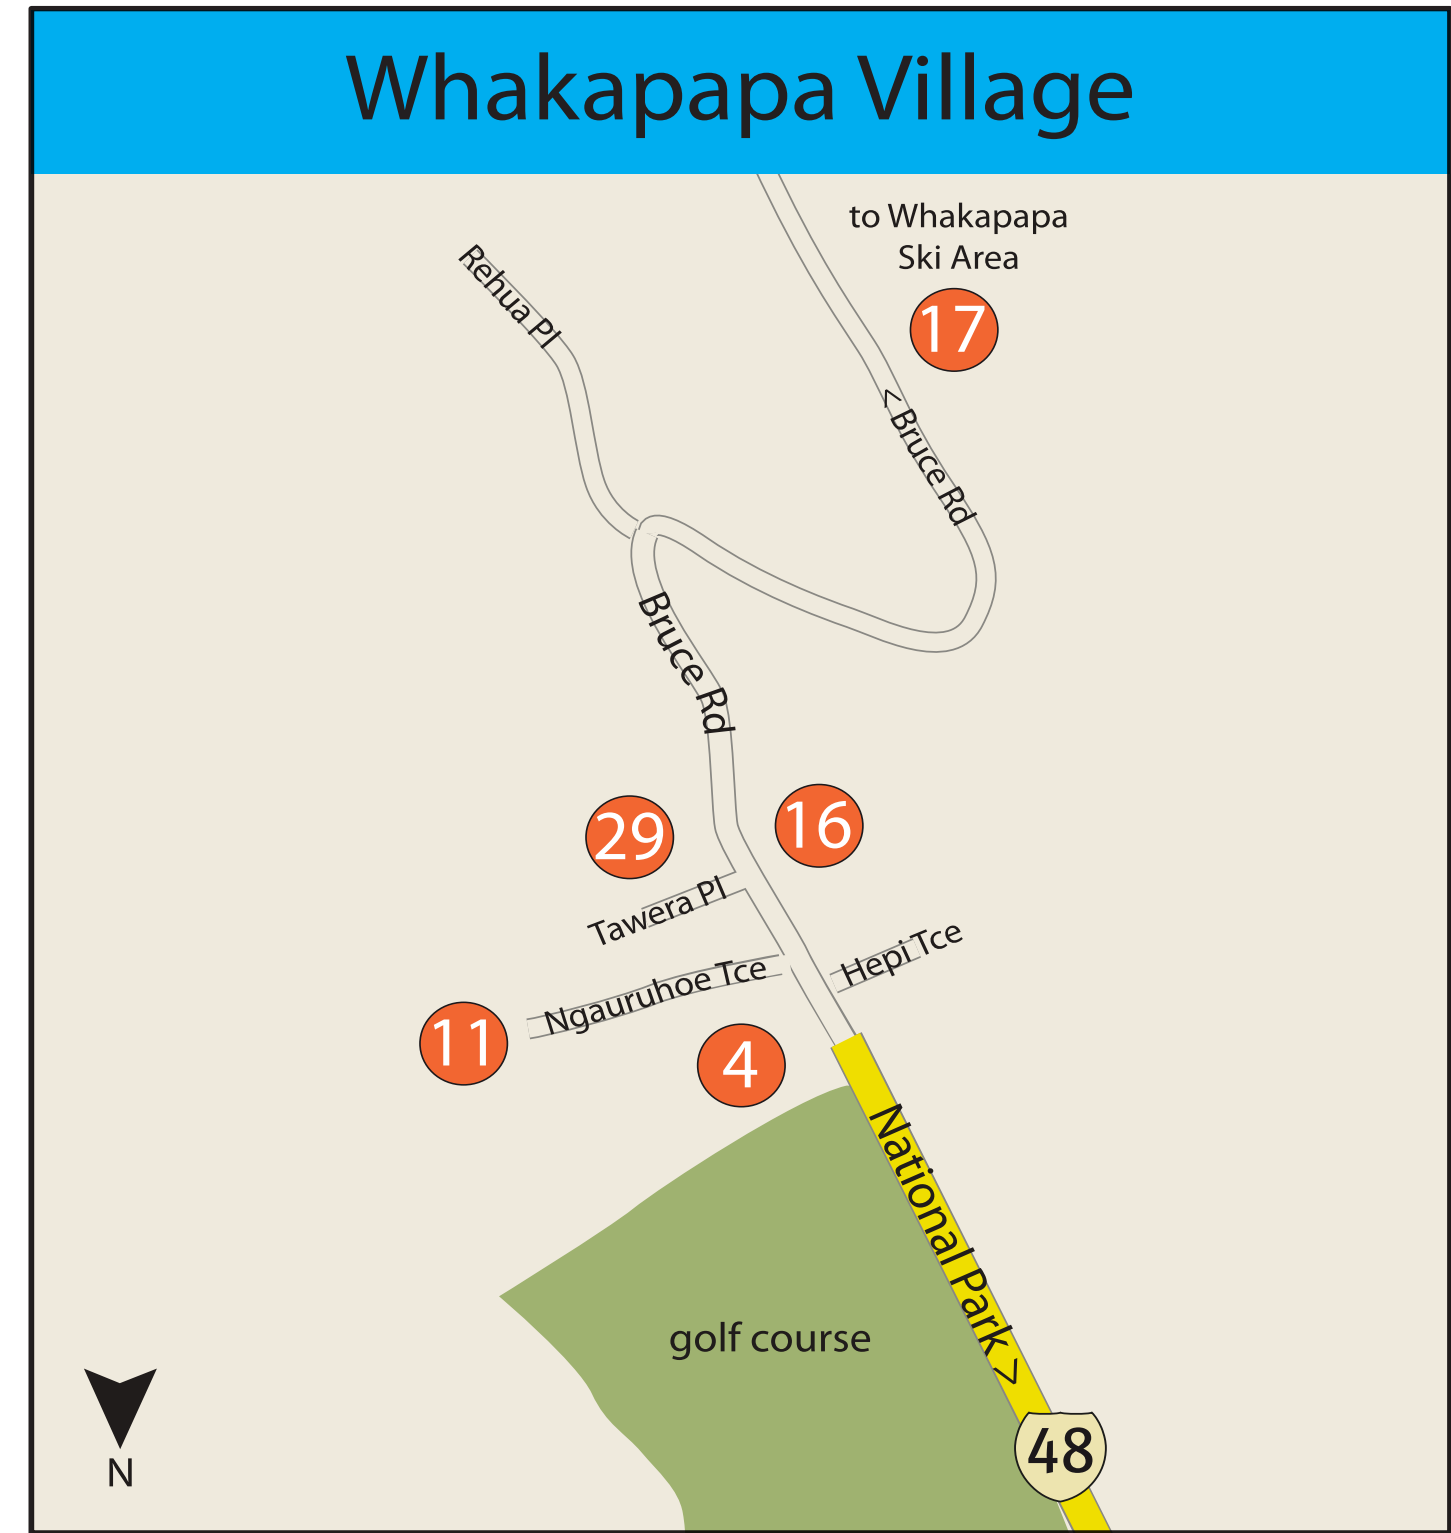 Whakapapa Village
to Whakapapa
Ski Area
17
Rehua Pl
< Bruce Rd
Bruce Rd
29
16
Tawera Pl
Hepi Tce
Ngauruhoe Tce
11
4
National Park >
golf course
48
N